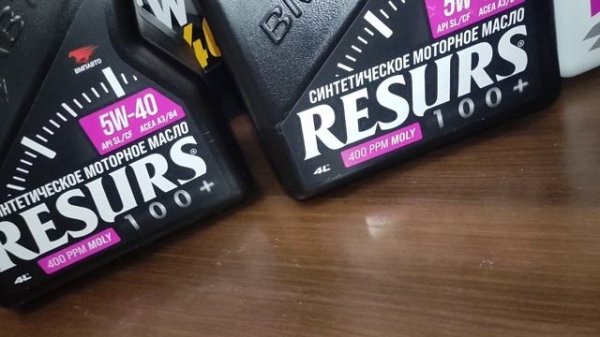 ВМПАВТО
5W-40
API SL/CF ACEA A3/B4
СИНТЕТИЧЕСКОЕ МОТОРНОЕ МАСЛО
RESURS®
100+
400 PPM MOLY
4L
W
40
5W
API SL/CF ACEA A3/
СИНТЕТИЧЕСКОЕ МОТОРНОЕ МАСЛО
RESURS®
100+
400 PPM MOLY
4L